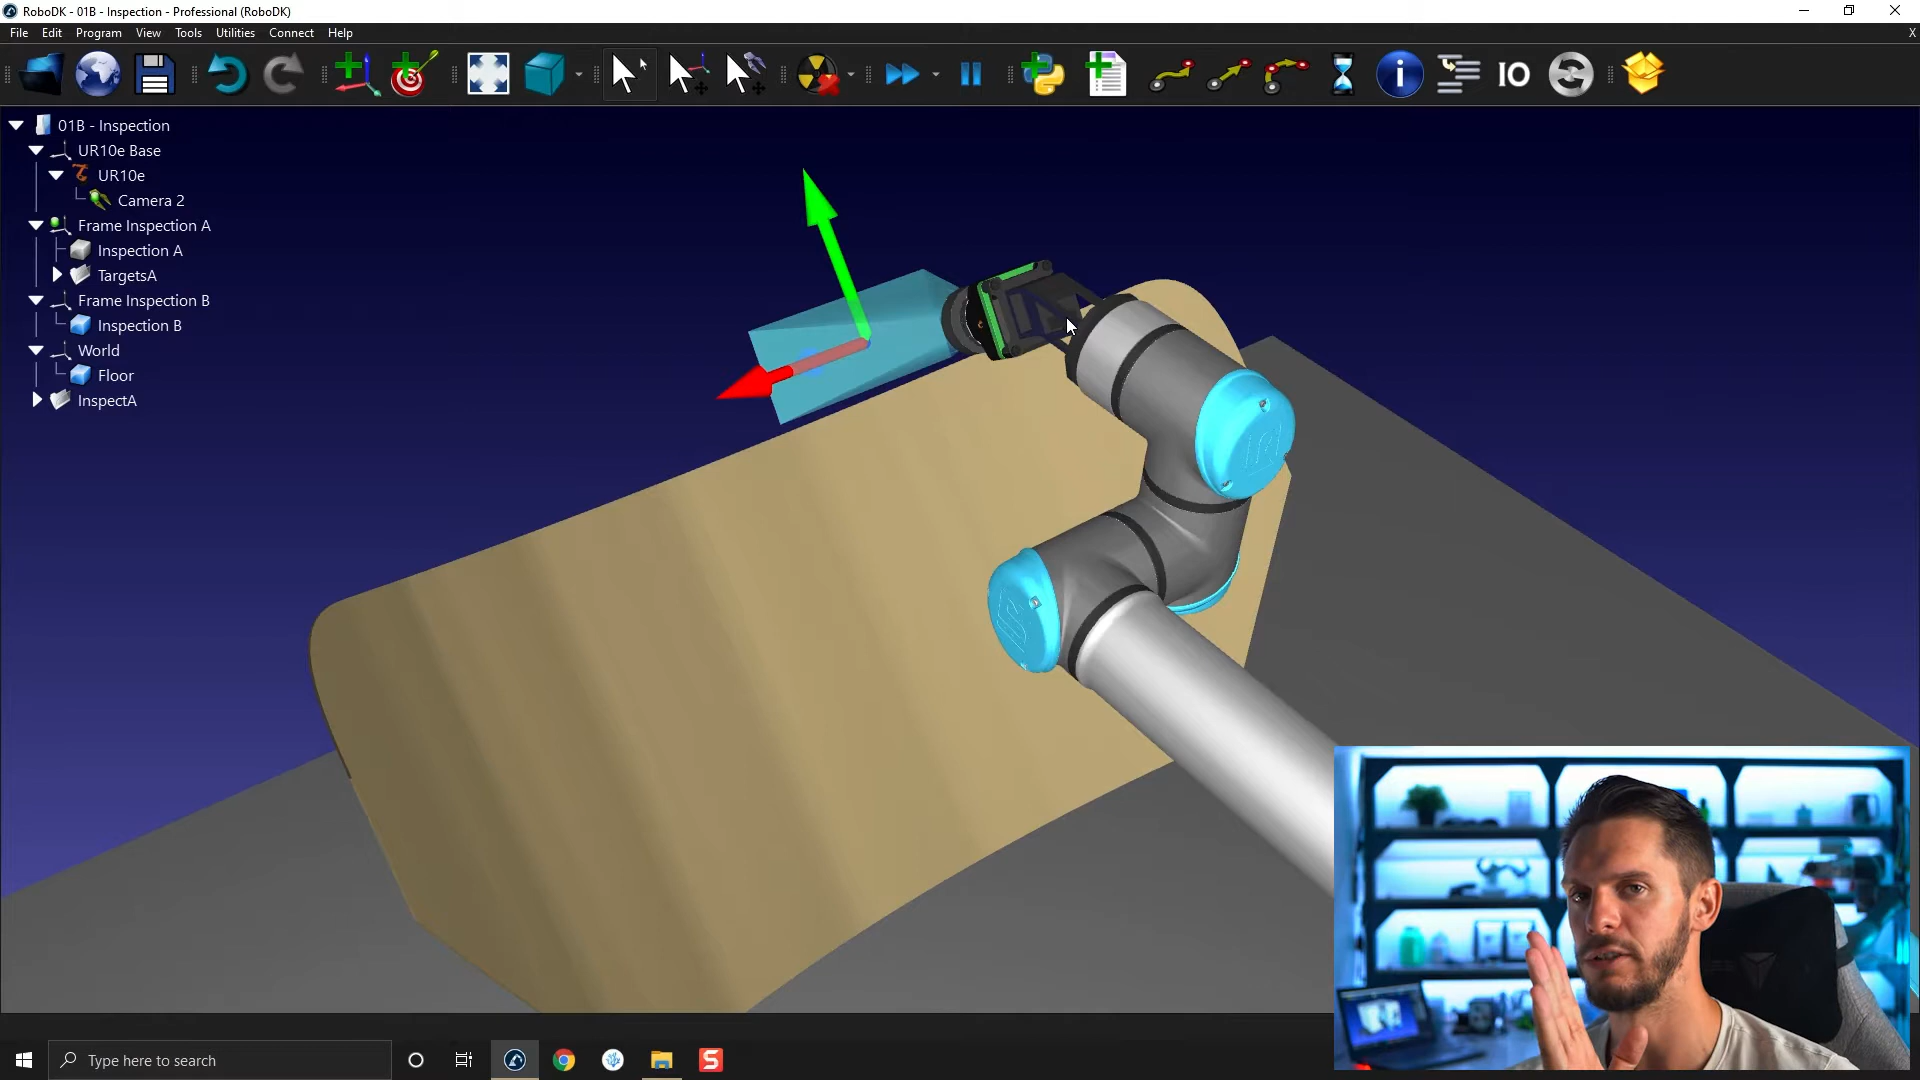 RoboDK - 01B - Inspection - Professional (RoboDK)
File Edit Program View Tools Utilities Connect Help
X
IO
01B - Inspection
UR10e Base
UR10e
Camera 2
Frame Inspection A
Inspection A
TargetsA
Frame Inspection B
Inspection B
World
Floor
InspectA
Type here to search
S